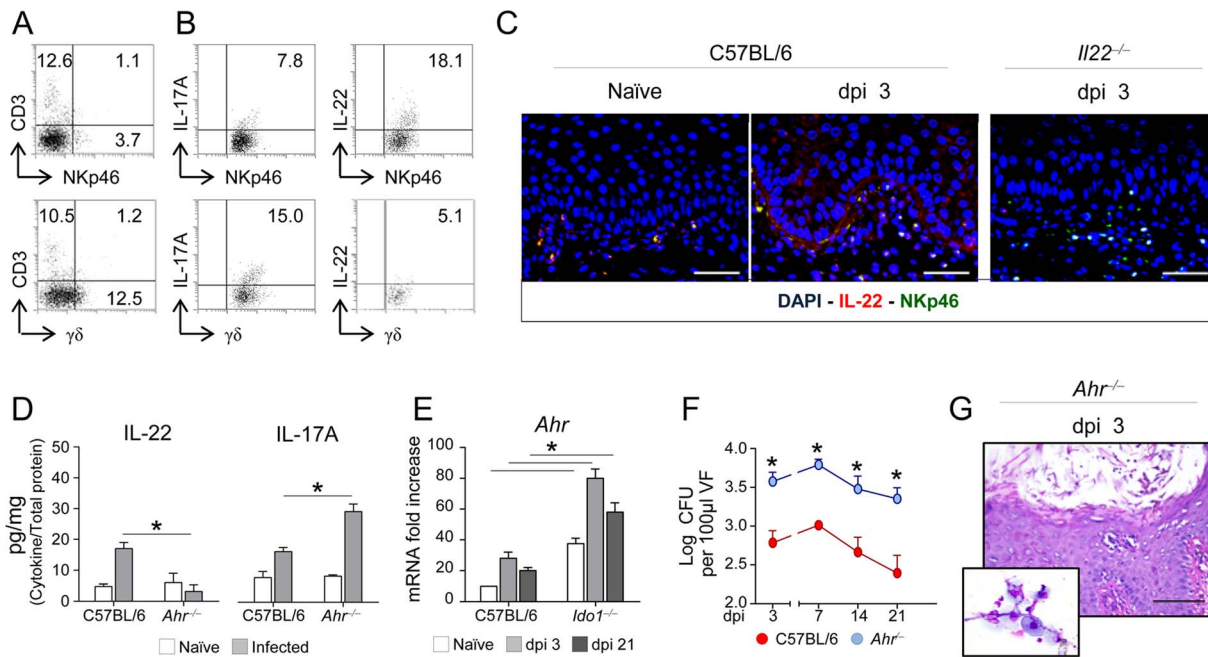 A
12.6 1.1
3.7
CD3
NKp46
10.5 1.2
12.5
CD3
γδ
B
7.8
IL-17A
NKp46
18.1
IL-22
NKp46
15.0
IL-17A
γδ
5.1
IL-22
γδ
C
C57BL/6
Il22–/–
Naïve
dpi 3
dpi 3
DAPI - IL-22 - NKp46
D
IL-22
IL-17A
pg/mg
(Cytokine/Total protein)
50
40
30
20
10
0
*
*
C57BL/6 Ahr–/– C57BL/6 Ahr–/–
Naïve Infected
E
Ahr
mRNA fold increase
100
80
60
40
20
0
*
*
C57BL/6 Ido1–/–
Naïve dpi 3 dpi 21
F
Log CFU
per 100µl VF
4.0
3.5
3.0
2.5
2.0
* * * *
dpi 3 7 14 21
C57BL/6 Ahr–/–
G
Ahr–/–
dpi 3